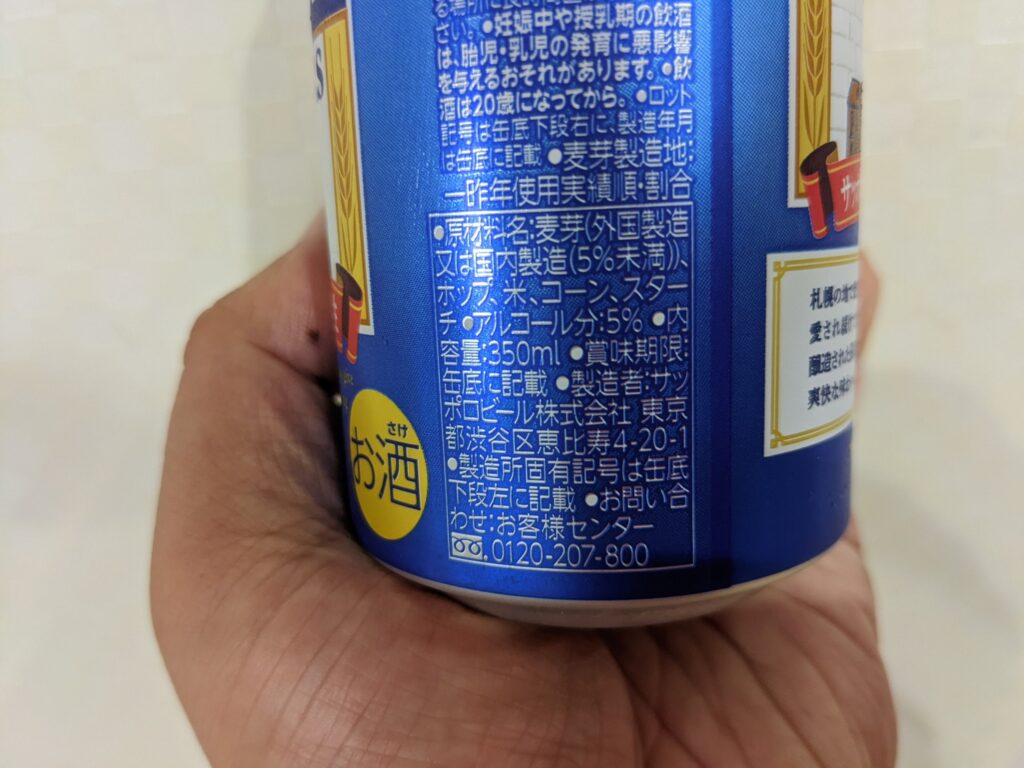 さい。●妊娠中や授乳期の飲酒
は、胎児・乳児の発育に悪影響
を与えるおそれがあります。●飲
酒は20歳になってから。●ロット
記号は缶底下段右に、製造年月
は缶底に記載 ●麦芽製造地:
一昨年使用実績順・割合
●原材料名:麦芽(外国製造
又は国内製造(5%未満))、
ホップ、米、コーン、スター
チ ●アルコール分:5% ●内
容量:350ml ●賞味期限:
缶底に記載 ●製造者:サッ
ポロビール株式会社 東京
都渋谷区恵比寿4-20-1
●製造所固有記号は缶底
下段左に記載 ●お問い合
わせ:お客様センター
0120-207-800
さけ
お酒
S
サッ
札幌の地で
愛され続け
醸造された
爽快な味わ